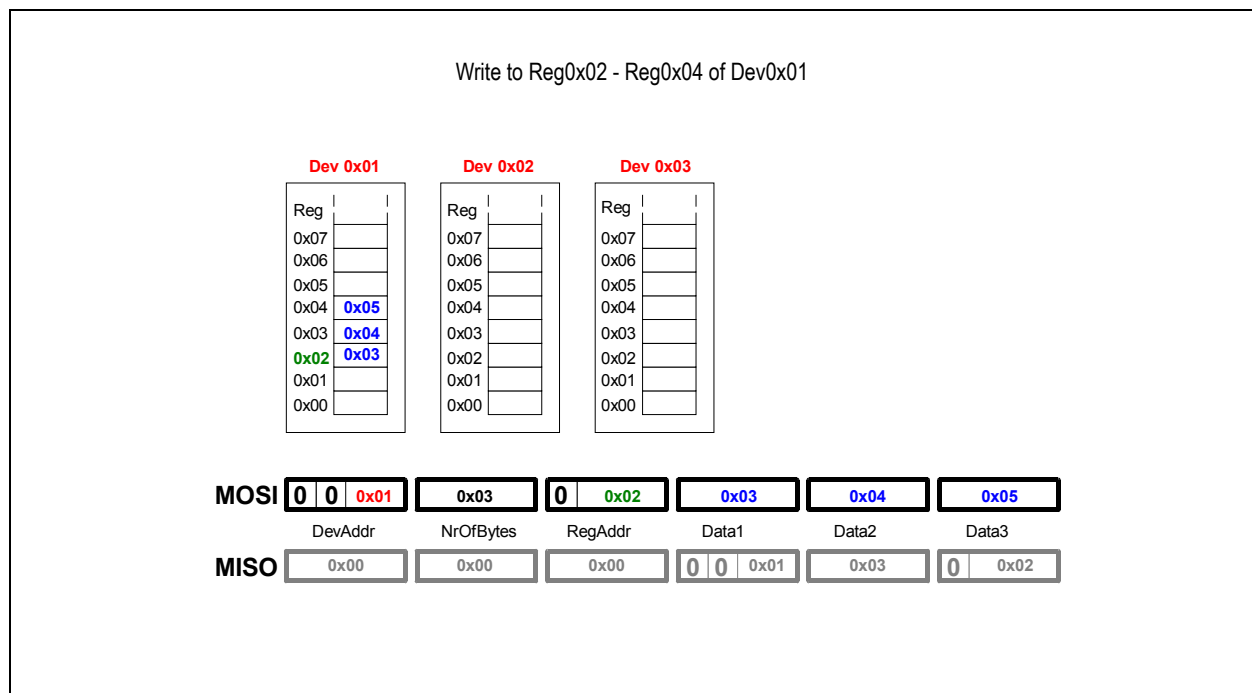 Write to Reg0x02 - Reg0x04 of Dev0x01
Dev 0x01 Dev 0x02 Dev 0x03
Reg Reg Reg
0x07 0x07 0x07
0x06 0x06 0x06
0x05 0x05 0x05
0x04 0x05 0x04 0x04
0x03 0x04 0x03 0x03
0x02 0x03 0x02 0x02
0x01 0x01 0x01
0x00 0x00 0x00
MOSI 0 0 0x01 0x03 0 0x02 0x03 0x04 0x05
DevAddr NrOfBytes RegAddr Data1 Data2 Data3
MISO 0x00 0x00 0x00 0 0 0x01 0x03 0 0x02